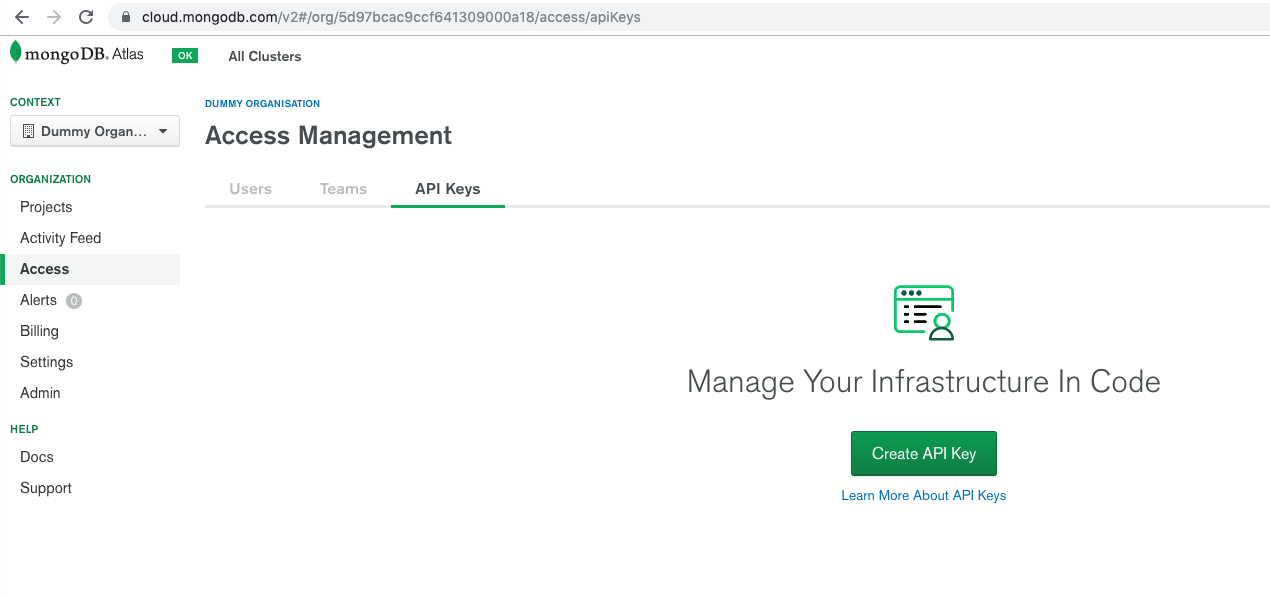 cloud.mongodb.com/v2#/org/5d97bcac9ccf641309000a18/access/apiKeys
mongoDB. Atlas OK All Clusters
CONTEXT
Dummy Organ...
ORGANIZATION
Projects
Activity Feed
Access
Alerts 0
Billing
Settings
Admin
HELP
Docs
Support
DUMMY ORGANISATION
Access Management
Users Teams API Keys
Manage Your Infrastructure In Code
Create API Key
Learn More About API Keys